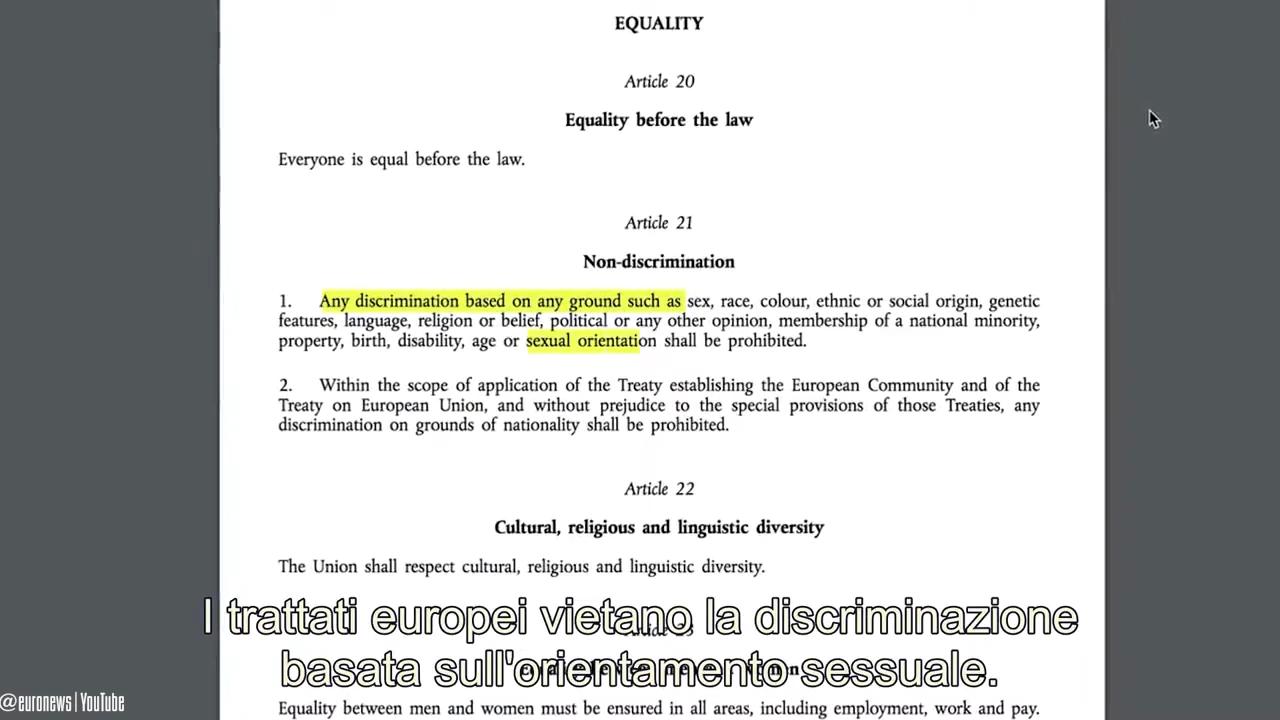 EQUALITY
Article 20
Equality before the law
Everyone is equal before the law.
Article 21
Non-discrimination
1. Any discrimination based on any ground such as sex, race, colour, ethnic or social origin, genetic
features, language, religion or belief, political or any other opinion, membership of a national minority,
property, birth, disability, age or sexual orientation shall be prohibited.
2. Within the scope of application of the Treaty establishing the European Community and of the
Treaty on European Union, and without prejudice to the special provisions of those Treaties, any
discrimination on grounds of nationality shall be prohibited.
Article 22
Cultural, religious and linguistic diversity
The Union shall respect cultural, religious and linguistic diversity.
I trattati europei vietano la discriminazione
basata sull'orientamento sessuale.
@euronews | YouTube
Equality between men and women must be ensured in all areas, including employment, work and pay.